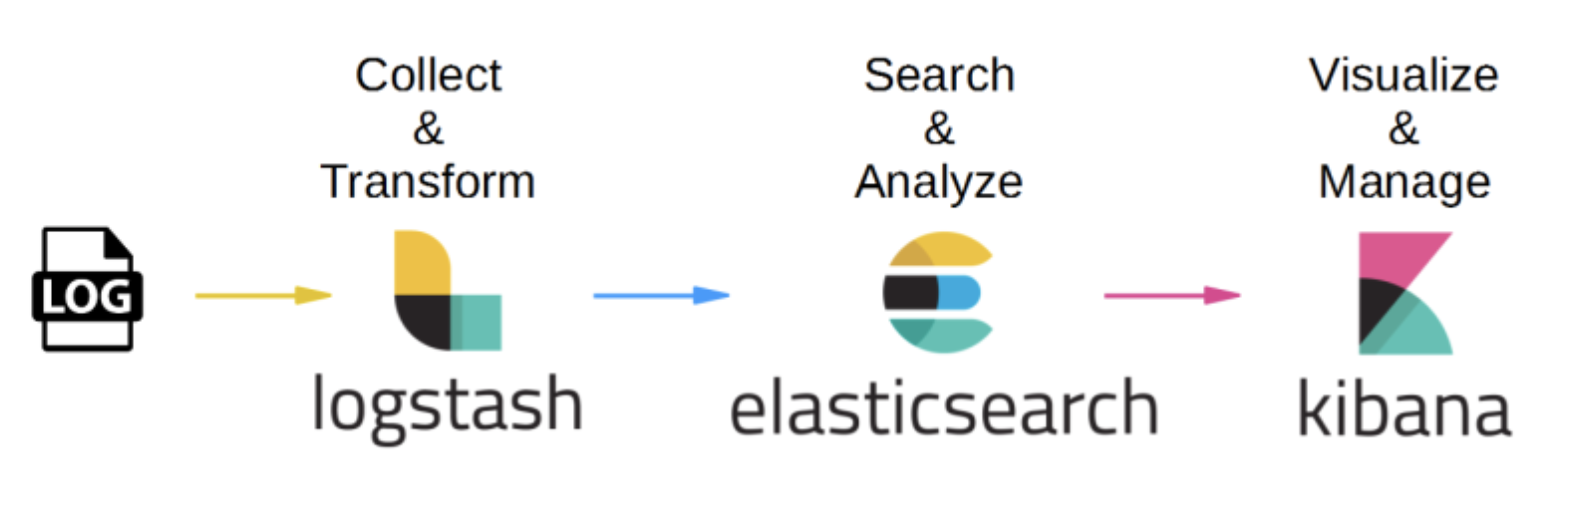 Collect
&
Transform
Search
&
Analyze
Visualize
&
Manage
LOG
logstash
elasticsearch
kibana